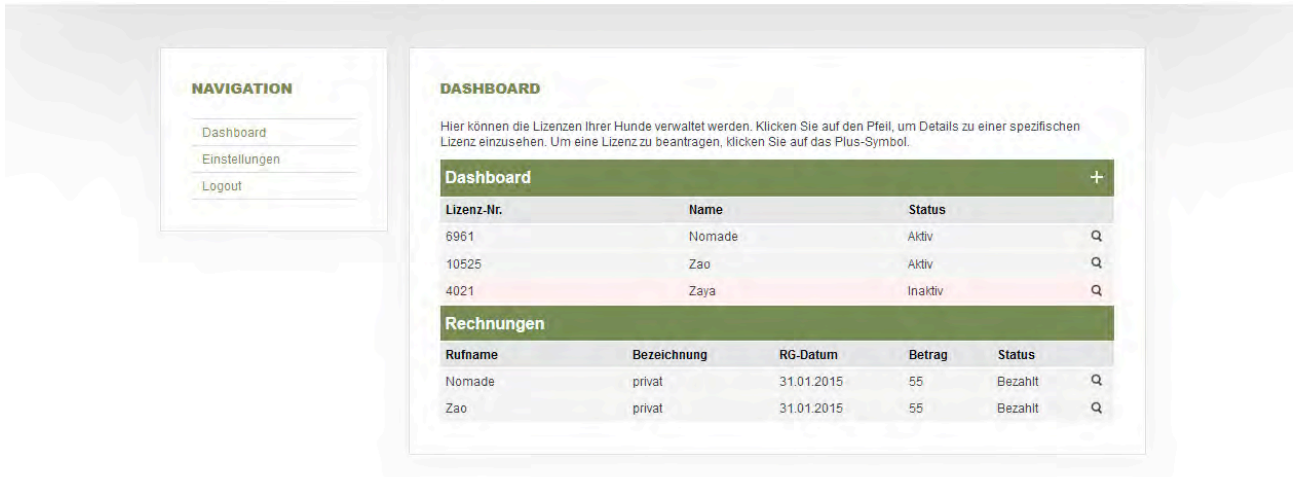 NAVIGATION
Dashboard
Einstellungen
Logout
DASHBOARD
Hier können die Lizenzen Ihrer Hunde verwaltet werden. Klicken Sie auf den Pfeil, um Details zu einer spezifischen
Lizenz einzusehen. Um eine Lizenz zu beantragen, klicken Sie auf das Plus-Symbol.
Dashboard +
Lizenz-Nr. Name Status
6961 Nomade Aktiv
10525 Zao Aktiv
4021 Zaya Inaktiv
Rechnungen
Rufname Bezeichnung RG-Datum Betrag Status
Nomade privat 31.01.2015 55 Bezahlt
Zao privat 31.01.2015 55 Bezahlt